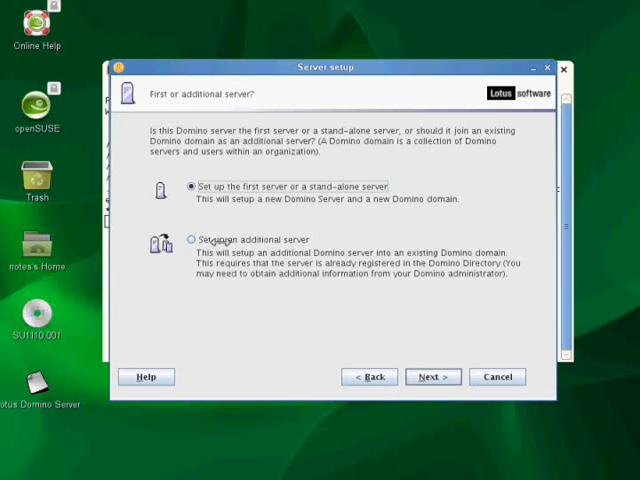 Online Help
openSUSE
Trash
notes's Home
SU1110.001
otus Domino Server
Server setup
First or additional server?
Lotus software
Is this Domino server the first server or a stand-alone server, or should it join an existing
Domino domain as an additional server? (A Domino domain is a collection of Domino
servers and users within an organization).
Set up the first server or a stand-alone server
This will setup a new Domino Server and a new Domino domain.
Set up an additional server
This will setup an additional Domino server into an existing Domino domain.
This requires that the server is already registered in the Domino Directory (You
may need to obtain additional information from your Domino administrator).
Help
< Back
Next >
Cancel